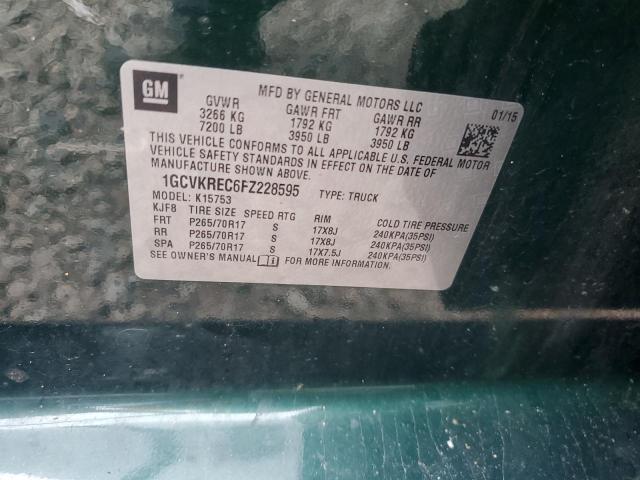 GM
MFD BY GENERAL MOTORS LLC
01/15
GVWR GAWR FRT GAWR RR
3266 KG 1792 KG 1792 KG
7200 LB 3950 LB 3950 LB
THIS VEHICLE CONFORMS TO ALL APPLICABLE U.S. FEDERAL MOTOR
VEHICLE SAFETY STANDARDS IN EFFECT ON THE DATE OF
MANUFACTURE SHOWN ABOVE.
1GCVKREC6FZ228595 TYPE: TRUCK
MODEL: K15753
KJF8 TIRE SIZE SPEED RTG RIM COLD TIRE PRESSURE
FRT P265/70R17 S 17X8J 240KPA(35PSI)
RR P265/70R17 S 17X8J 240KPA(35PSI)
SPA P265/70R17 S 17X7.5J 240KPA(35PSI)
SEE OWNER'S MANUAL i FOR MORE INFORMATION.